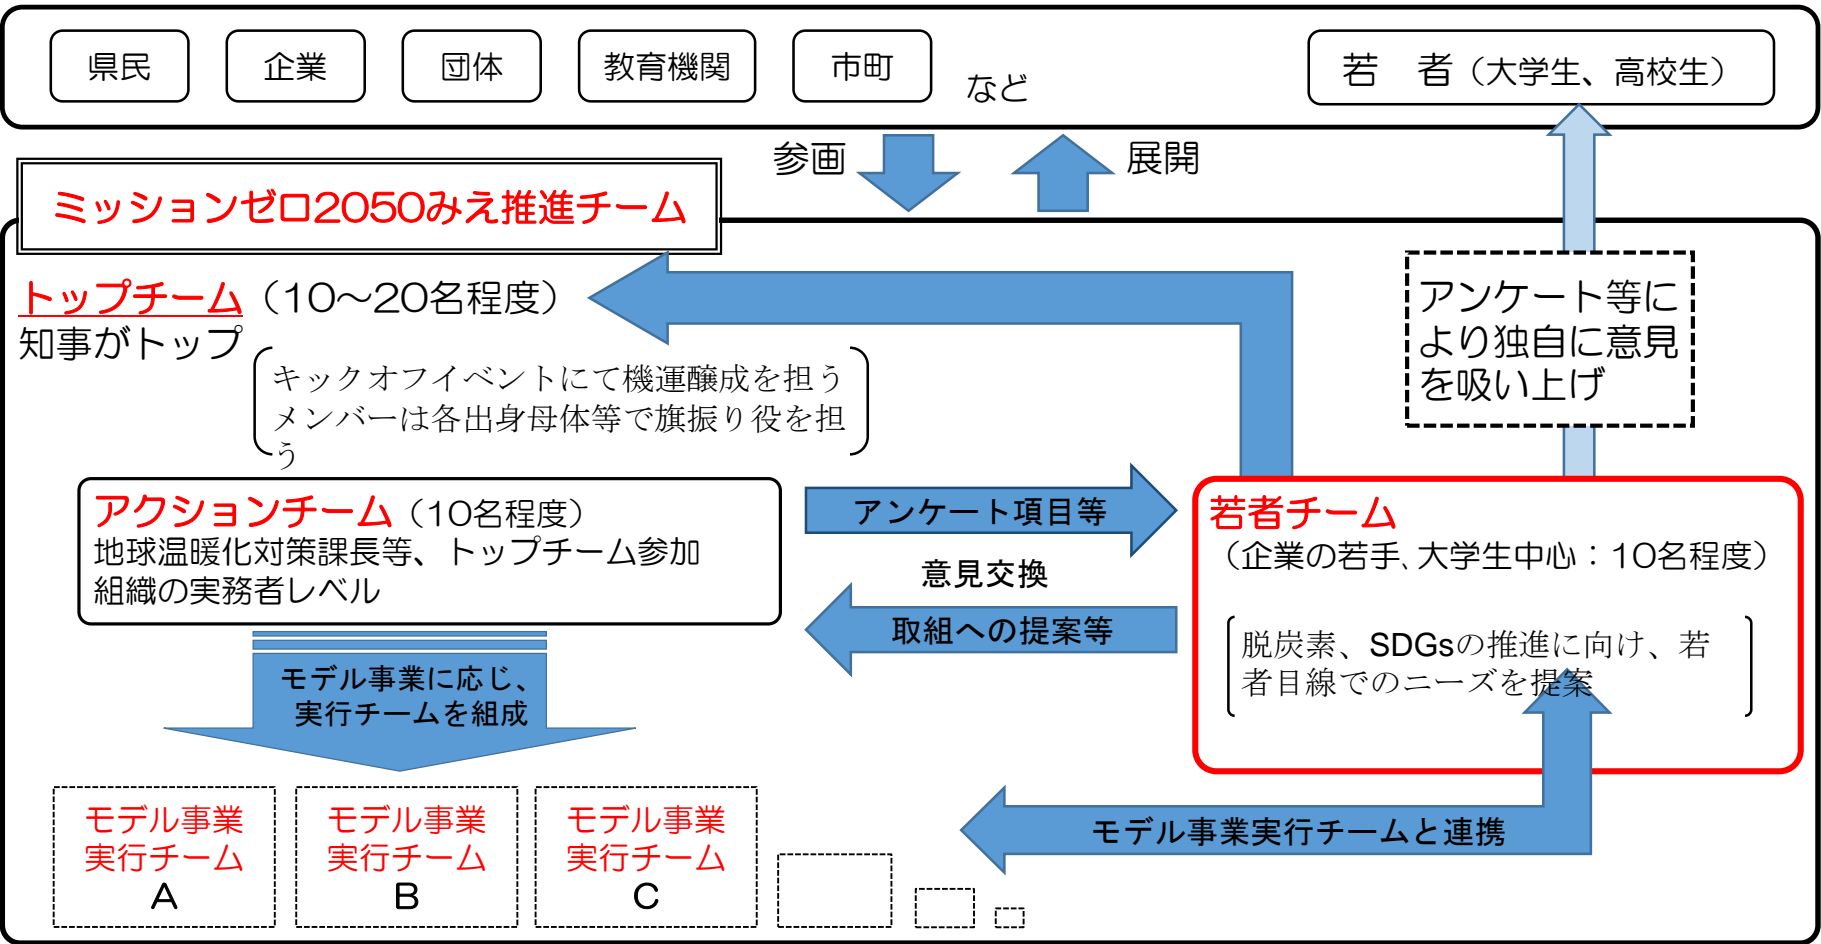 県民
企業
団体
教育機関
市町
など
若　者（大学生、高校生）
参画
展開
ミッションゼロ2050みえ推進チーム
トップチーム（10～20名程度）
知事がトップ
キックオフイベントにて機運醸成を担う
メンバーは各出身母体等で旗振り役を担
う
アンケート等に
より独自に意見
を吸い上げ
アクションチーム（10名程度）
地球温暖化対策課長等、トップチーム参加
組織の実務者レベル
アンケート項目等
意見交換
取組への提案等
若者チーム
（企業の若手、大学生中心：10名程度）
脱炭素、SDGsの推進に向け、若
者目線でのニーズを提案
モデル事業に応じ、
実行チームを組成
モデル事業
実行チーム
A
モデル事業
実行チーム
B
モデル事業
実行チーム
C
モデル事業実行チームと連携